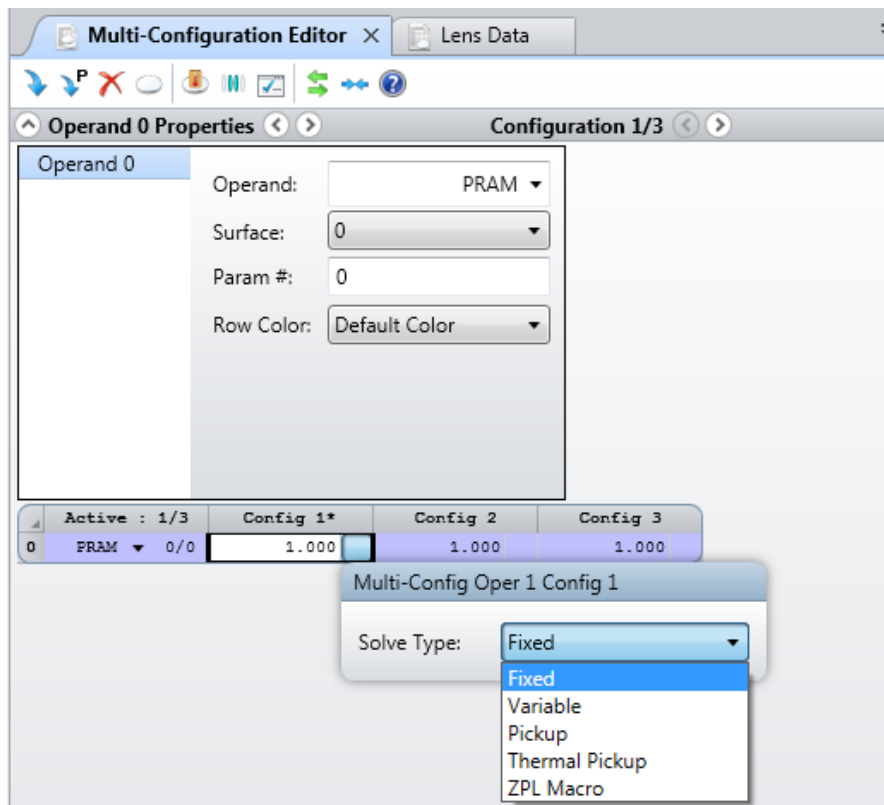 Multi-Configuration Editor × Lens Data
P
Operand 0 Properties Configuration 1/3
Operand 0
Operand: PRAM
Surface: 0
Param #: 0
Row Color: Default Color
Active : 1/3 Config 1* Config 2 Config 3
0 PRAM 0/0 1.000 1.000 1.000
Multi-Config Oper 1 Config 1
Solve Type: Fixed
Fixed
Variable
Pickup
Thermal Pickup
ZPL Macro